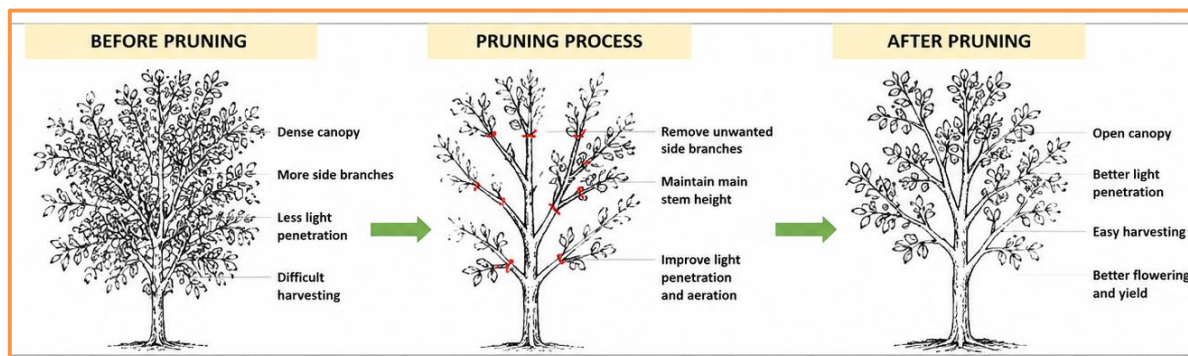 BEFORE PRUNING
Dense canopy
More side branches
Less light
penetration
Difficult
harvesting
PRUNING PROCESS
Remove unwanted
side branches
Maintain main
stem height
Improve light
penetration
and aeration
AFTER PRUNING
Open canopy
Better light
penetration
Easy harvesting
Better flowering
and yield